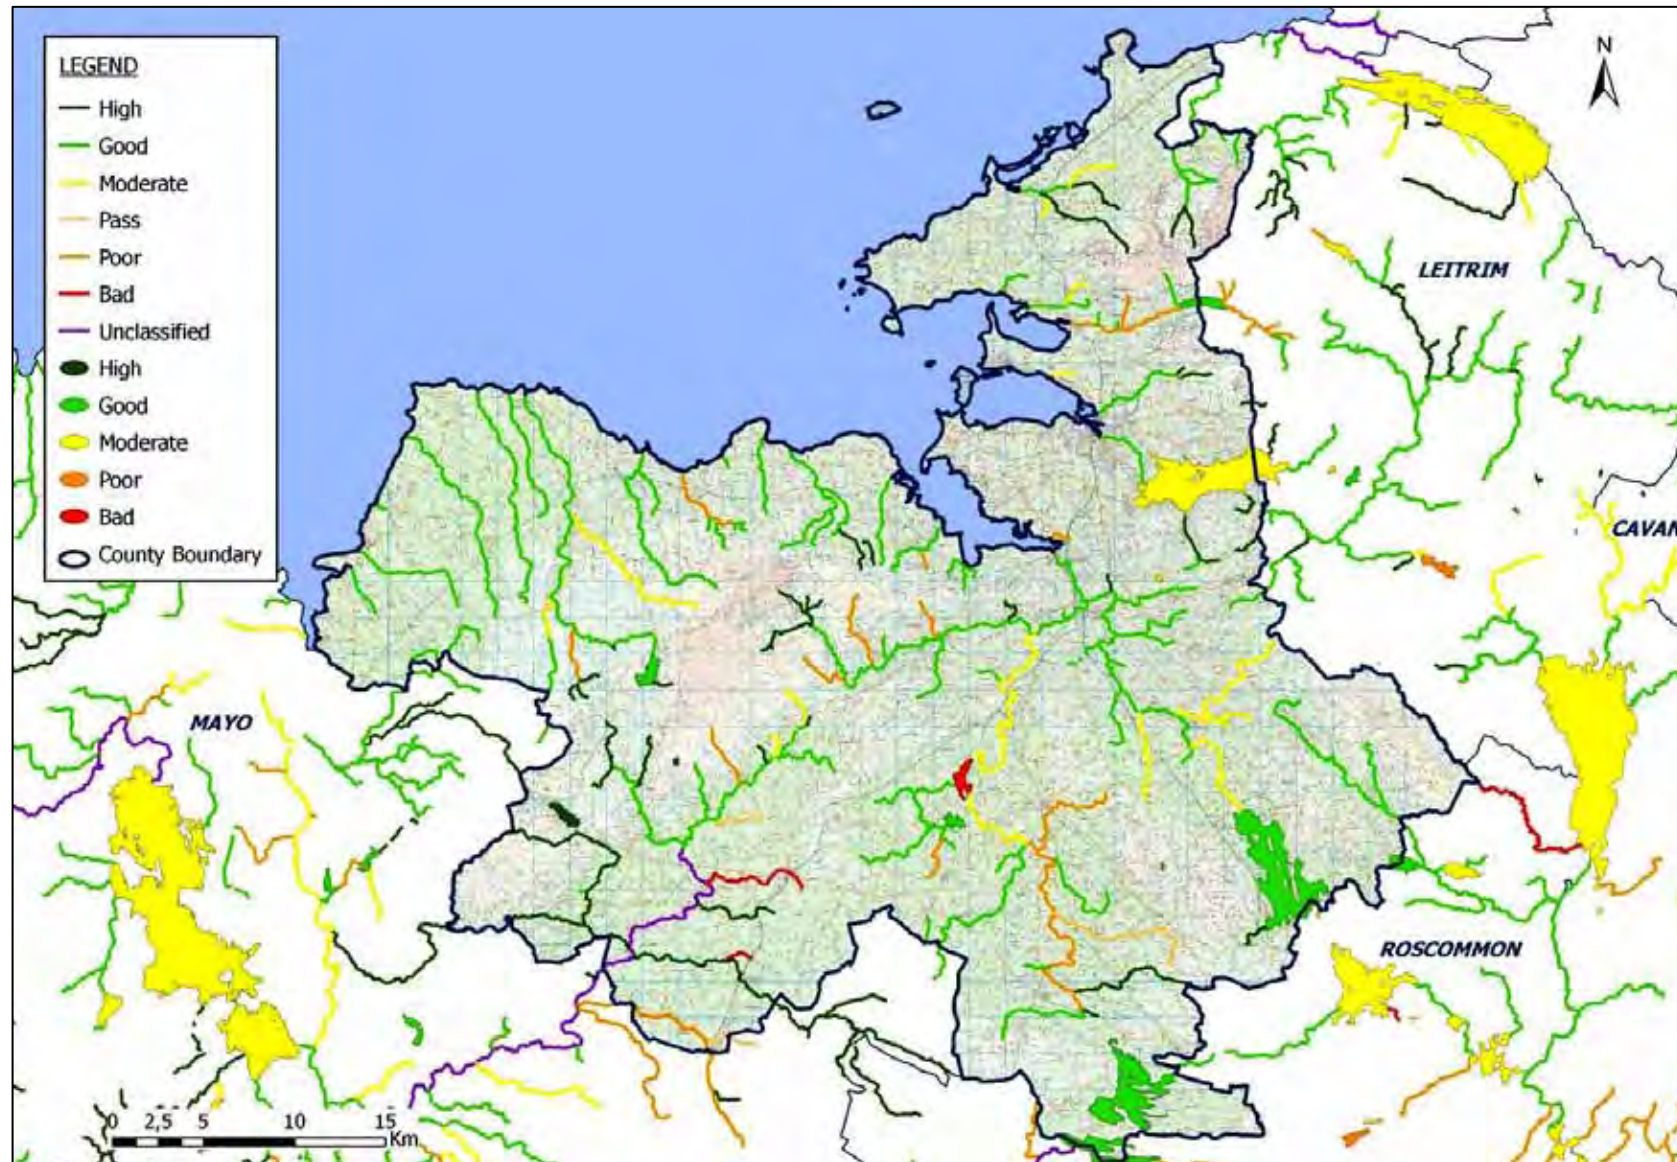 LEGEND
High
Good
Moderate
Pass
Poor
Bad
Unclassified
High
Good
Moderate
Poor
Bad
County Boundary
N
LEITRIM
CAVAN
MAYO
ROSCOMMON
0 2,5 5 10 15
Km